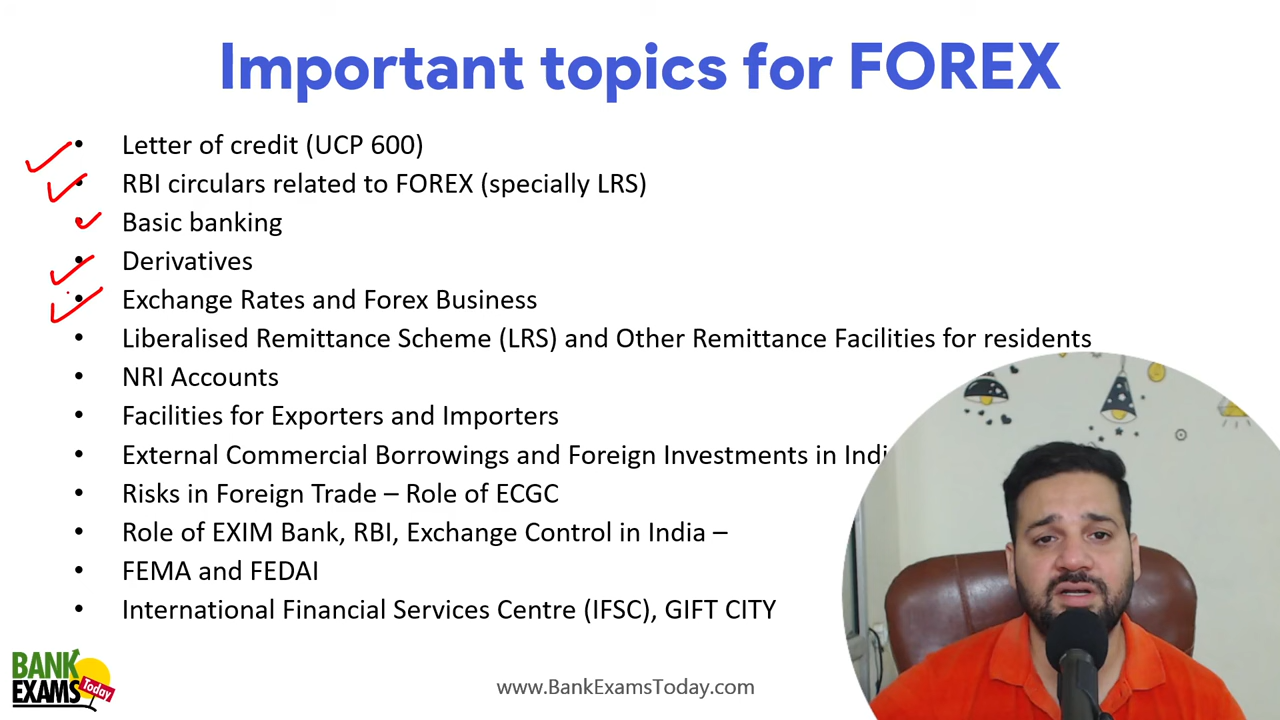 Important topics for FOREX
• Letter of credit (UCP 600)
• RBI circulars related to FOREX (specially LRS)
• Basic banking
• Derivatives
• Exchange Rates and Forex Business
• Liberalised Remittance Scheme (LRS) and Other Remittance Facilities for residents
• NRI Accounts
• Facilities for Exporters and Importers
• External Commercial Borrowings and Foreign Investments in Indi
• Risks in Foreign Trade – Role of ECGC
• Role of EXIM Bank, RBI, Exchange Control in India –
• FEMA and FEDAI
• International Financial Services Centre (IFSC), GIFT CITY
BANK
EXAMS
Today
www.BankExamsToday.com